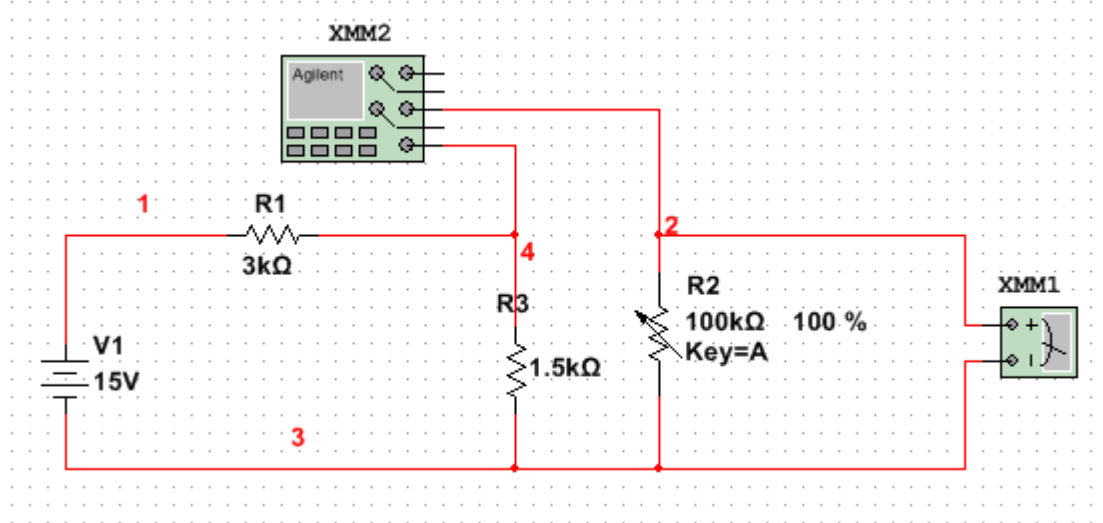 XMM2
Agilent
1
R1
2
4
3kΩ
R3
R2
XMM1
100kΩ 100 %
Key=A
V1
1.5kΩ
15V
3